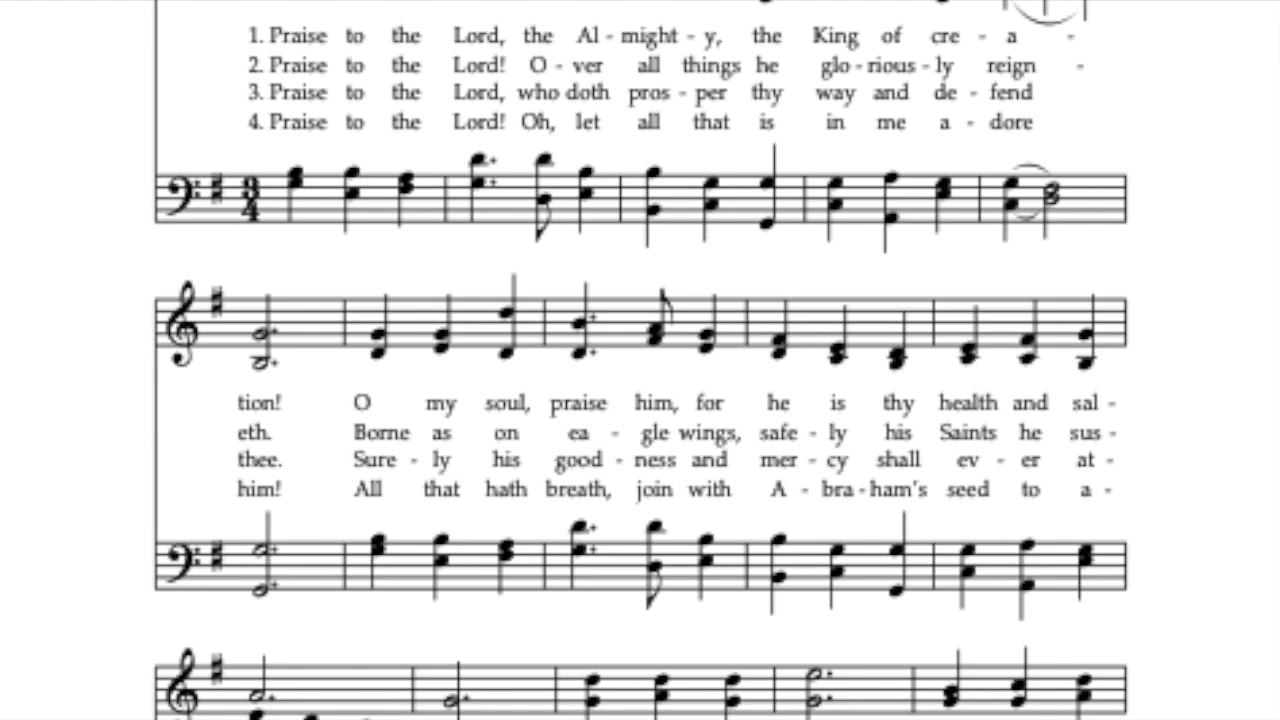 1. Praise to the Lord, the Al - might - y, the King of cre - a -
2. Praise to the Lord! O - ver all things he glo - rious - ly reign -
3. Praise to the Lord, who doth pros - per thy way and de - fend
4. Praise to the Lord! Oh, let all that is in me a - dore
3
4
tion! O my soul, praise him, for he is thy health and sal -
eth. Borne as on ea - gle wings, safe - ly his Saints he sus -
thee. Sure - ly his good - ness and mer - cy shall ev - er at -
him! All that hath breath, join with A - bra - ham's seed to a -